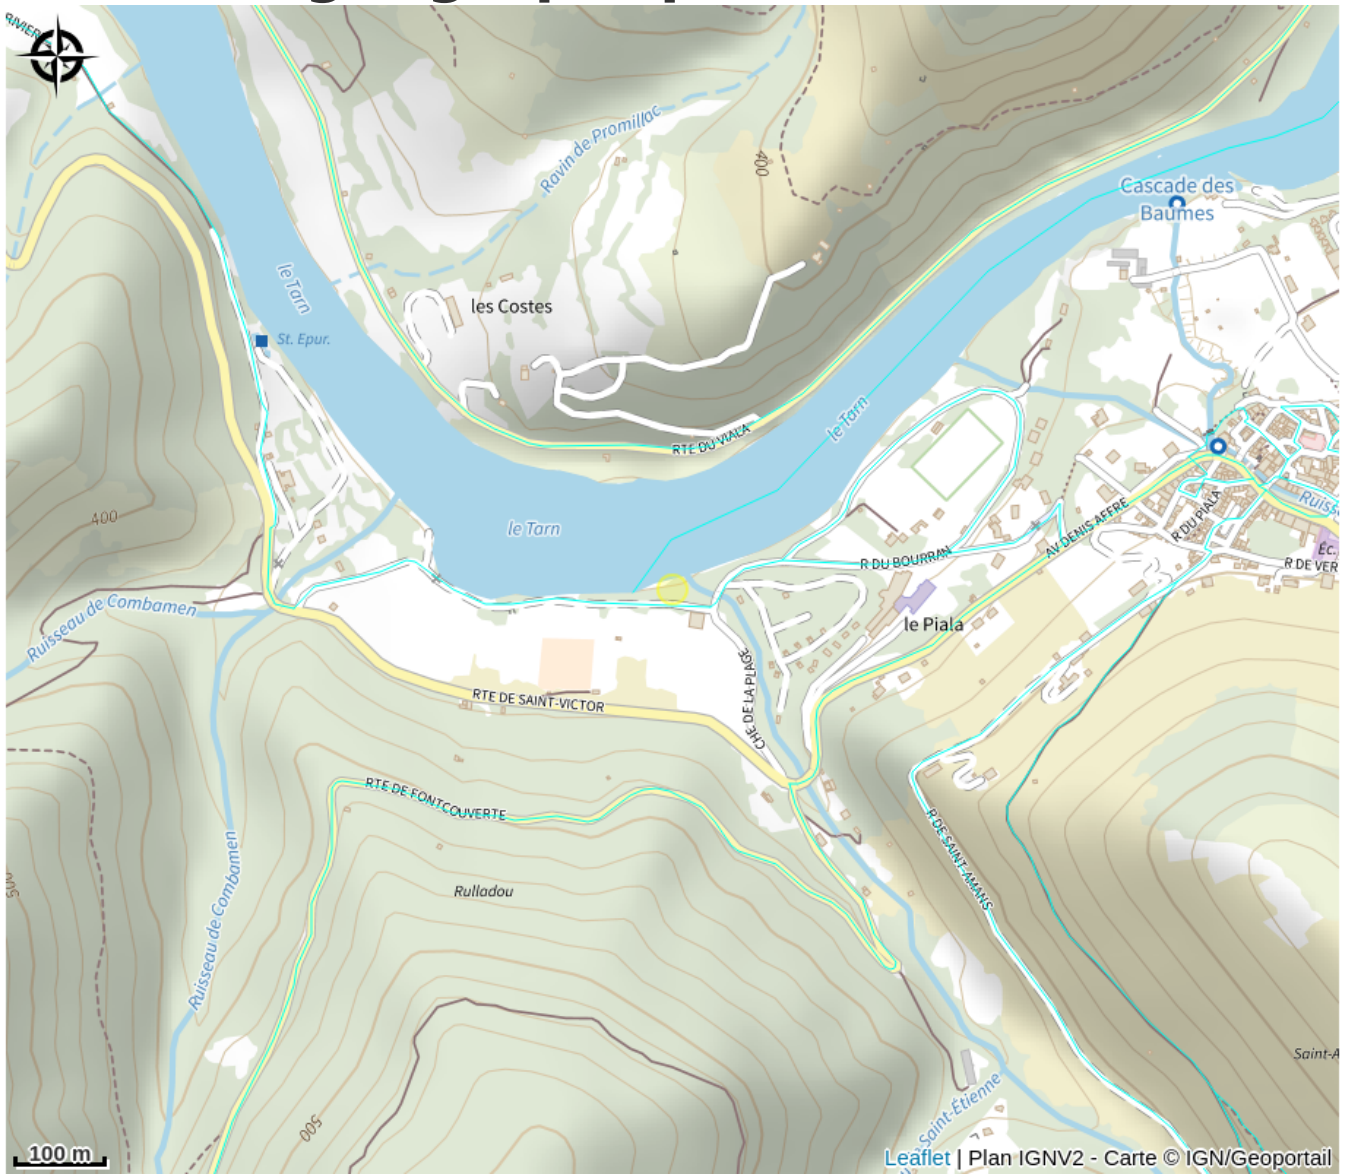 RIVIERE
Ravin de Promillac
400
Cascade des
Baumes
le Tarn
les Costes
St. Epur.
RTE DU VIALA
le Tarn
400
le Tarn
R DU BOURRAN
AV DENIS AFFRE
R DU PIALA
Ruiss
Éc.
R DE VER
Ruisseau de Combamen
le Piala
CHE DE LA PLAGE
RTE DE SAINT-VICTOR
RTE DE FONTCOUVERTE
R DE SAINT-AMANS
Ruisseau de Combamen
500
Rulladou
Saint-A
500
Saint-Étienne
100 m
Leaflet | Plan IGNV2 - Carte © IGN/Geoportail